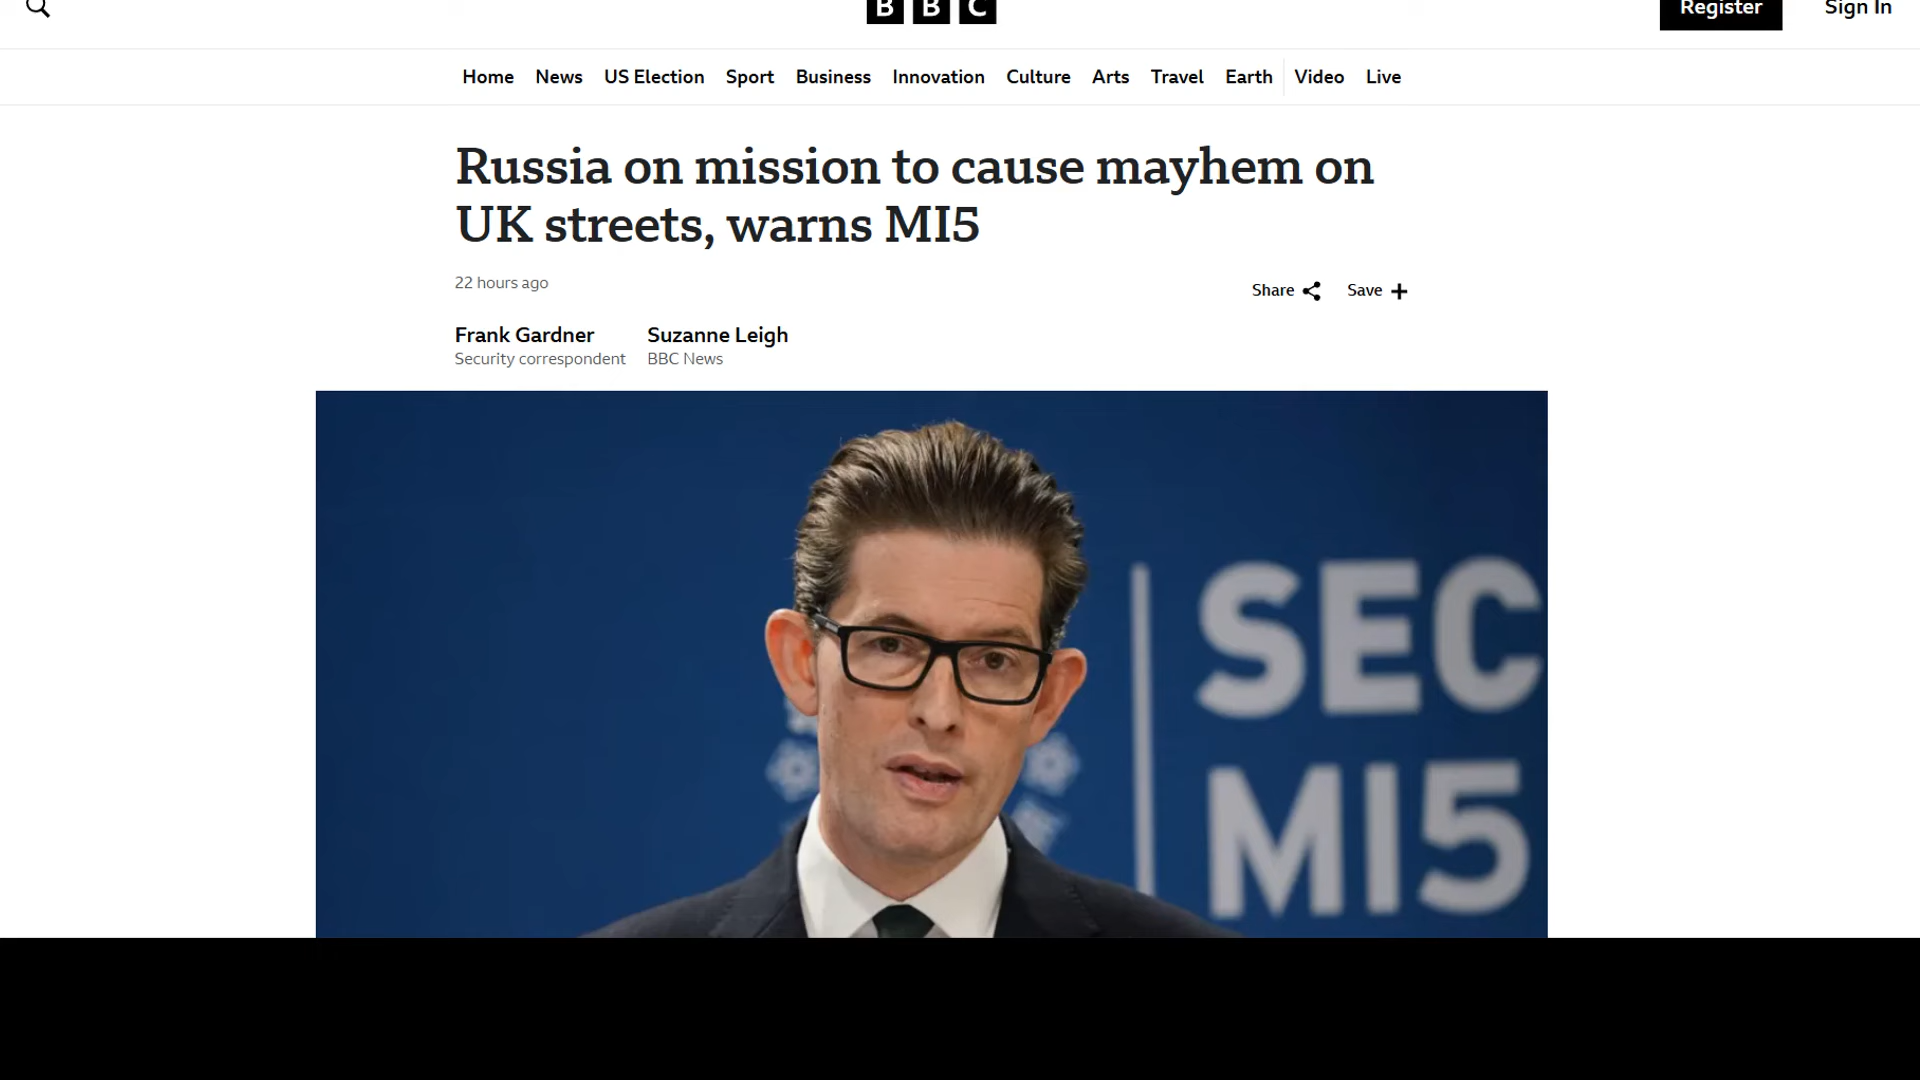 BBC
Register
Sign In
Home News US Election Sport Business Innovation Culture Arts Travel Earth Video Live
Russia on mission to cause mayhem on
UK streets, warns MI5
22 hours ago
Share
Save
Frank Gardner
Security correspondent
Suzanne Leigh
BBC News
SEC
MI5